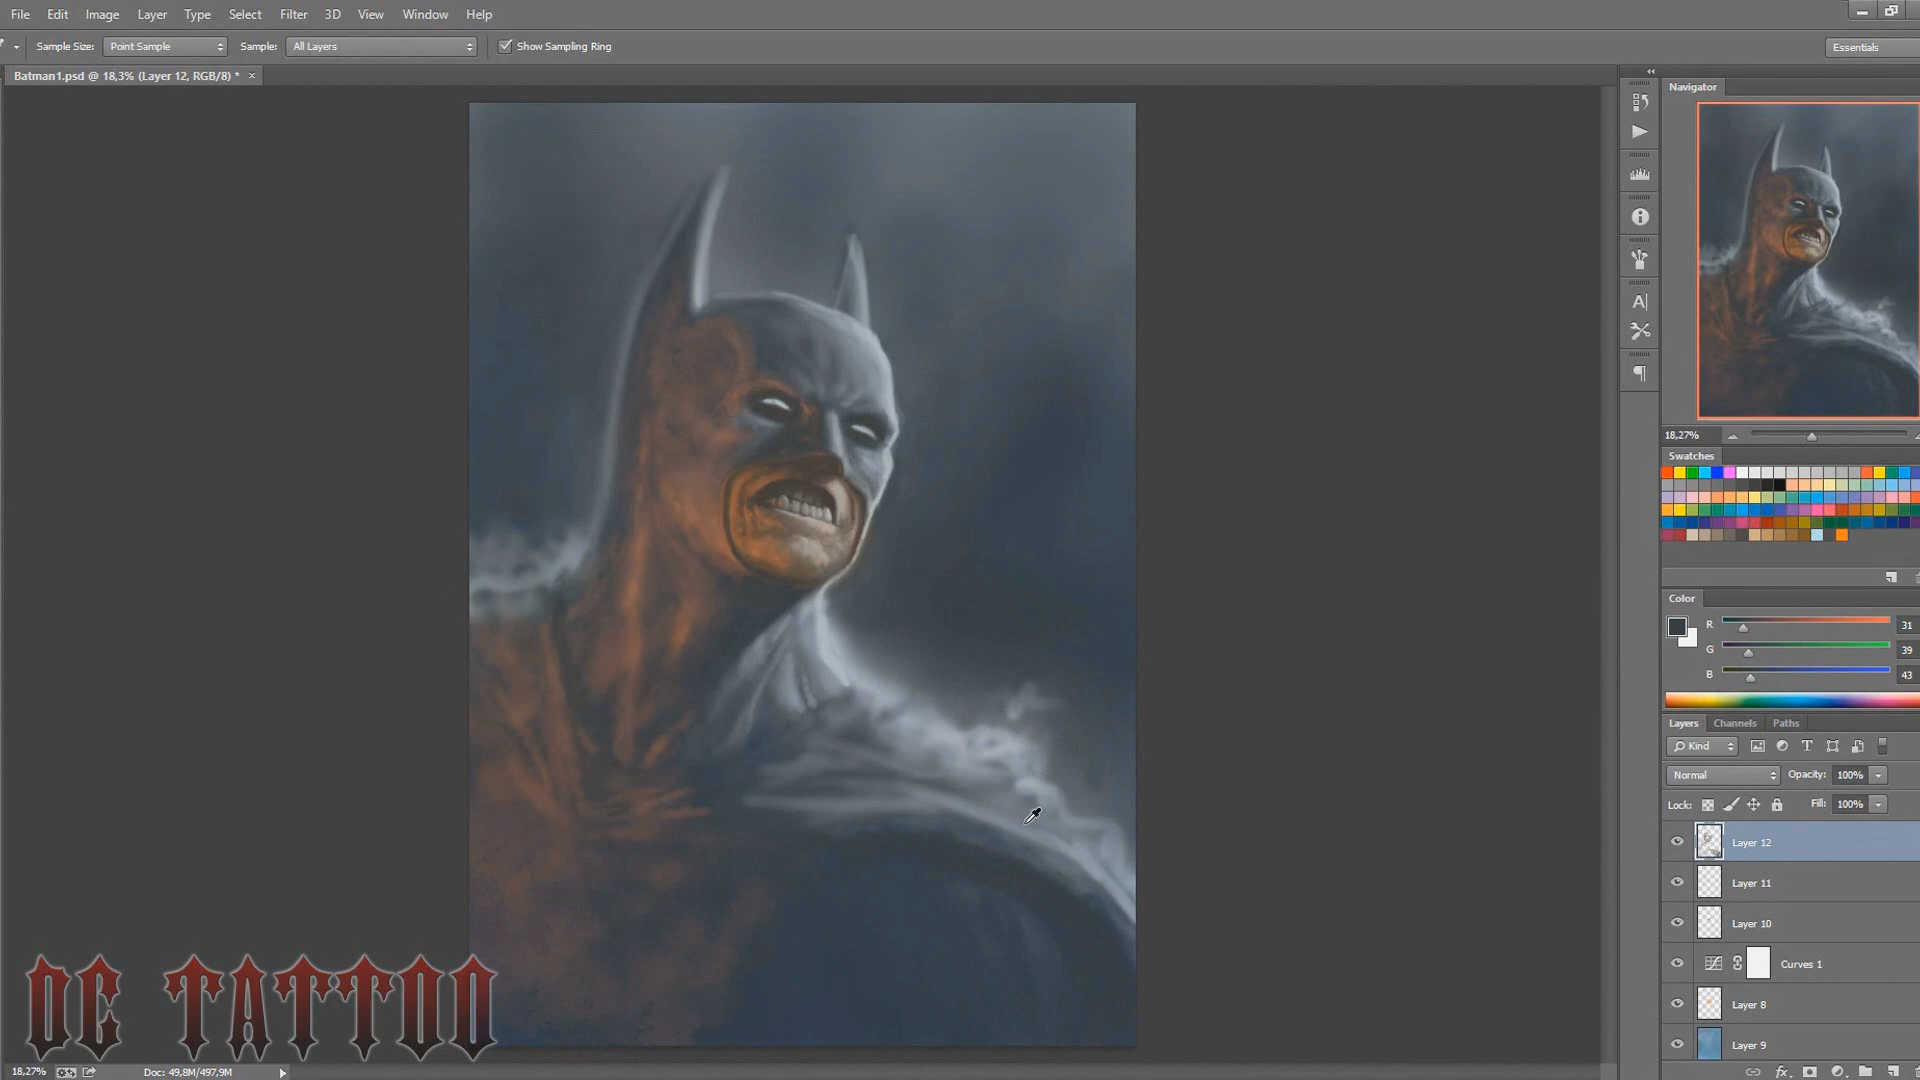 File Edit Image Layer Type Select Filter 3D View Window Help
Sample Size: Point Sample Sample: All Layers Show Sampling Ring
Essentials
Batman1.psd @ 18,3% (Layer 12, RGB/8) * ×
Navigator
18,27%
Swatches
Color
R 31
G 39
B 43
Layers Channels Paths
Kind
Normal Opacity: 100%
Lock: Fill: 100%
Layer 12
Layer 11
Layer 10
Curves 1
Layer 8
Layer 9
DE TATTOO
18,27% Doc: 49,8M/497,9M